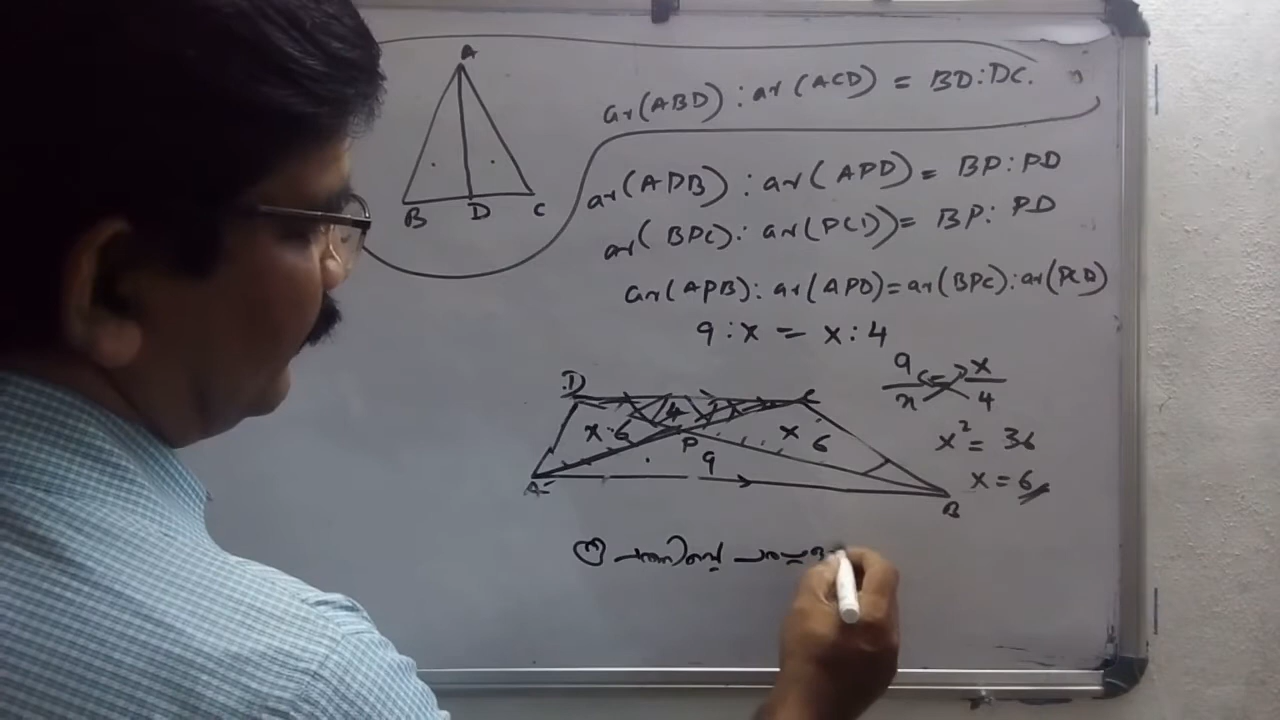 A
B D C
ar(ABD) : ar(ACD) = BD:DC.
ar(APB) : ar(APD) = BP:PD
ar(BPC): ar(PCD)= BP: PD
ar(APB): ar(APD)=ar(BPC):ar(PCD)
9:x = x:4
9/x = x/4
x² = 36
x = 6
D C
4
x 6
x 6
P
9
A B